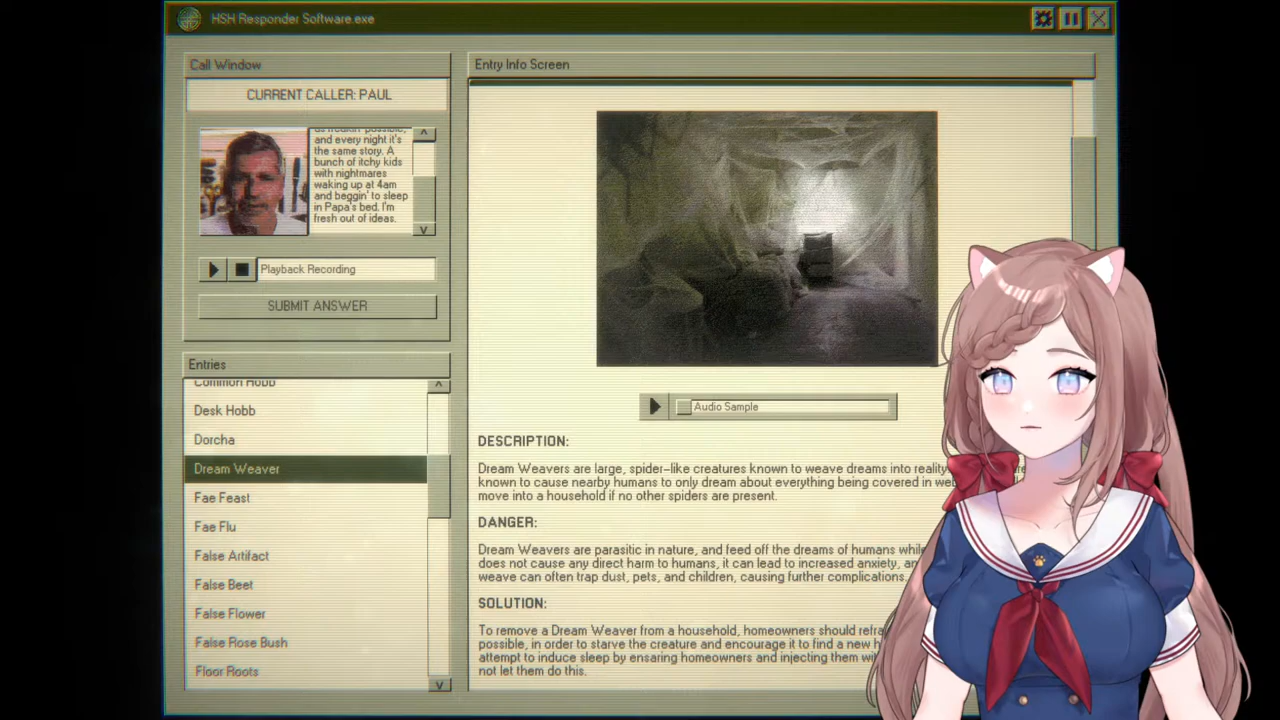 HSH Responder Software.exe
Call Window
CURRENT CALLER: PAUL
as freakin' possible,
and every night it's
the same story. A
bunch of itchy kids
with nightmares
waking up at 4am
and beggin' to sleep
in Papa's bed. I'm
fresh out of ideas.
Playback Recording
SUBMIT ANSWER
Entries
Common Hobb
Desk Hobb
Dorcha
Dream Weaver
Fae Feast
Fae Flu
False Artifact
False Beet
False Flower
False Rose Bush
Floor Roots
Entry Info Screen
Audio Sample
DESCRIPTION:
Dream Weavers are large, spider-like creatures known to weave dreams into reality
known to cause nearby humans to only dream about everything being covered in
move into a household if no other spiders are present.
DANGER:
Dream Weavers are parasitic in nature, and feed off the dreams of humans
does not cause any direct harm to humans, it can lead to increased anxiety,
weave can often trap dust, pets, and children, causing further complications.
SOLUTION:
To remove a Dream Weaver from a household, homeowners should
possible, in order to starve the creature and encourage it to find a new
attempt to induce sleep by ensnaring homeowners and injecting them
not let them do this.